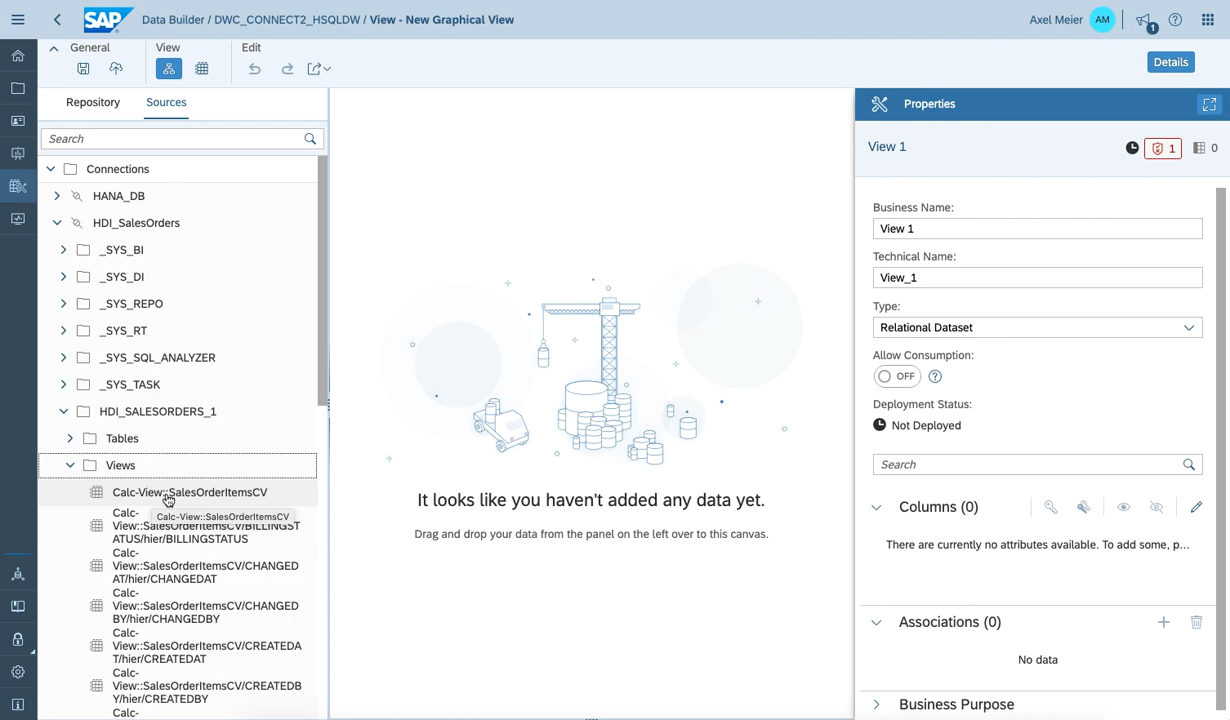 SAP Data Builder / DWC_CONNECT2_HSQLDW / View - New Graphical View
Axel Meier AM 1
General View Edit
Details
Repository Sources
Search
Connections
HANA_DB
HDI_SalesOrders
_SYS_BI
_SYS_DI
_SYS_REPO
_SYS_RT
_SYS_SQL_ANALYZER
_SYS_TASK
HDI_SALESORDERS_1
Tables
Views
Calc-View::SalesOrderItemsCV
Calc-View::SalesOrderItemsCV
Calc-
View::SalesOrderItemsCV/BILLINGST
ATUS/hier/BILLINGSTATUS
Calc-
View::SalesOrderItemsCV/CHANGED
AT/hier/CHANGEDAT
Calc-
View::SalesOrderItemsCV/CHANGED
BY/hier/CHANGEDBY
Calc-
View::SalesOrderItemsCV/CREATEDA
T/hier/CREATEDAT
Calc-
View::SalesOrderItemsCV/CREATEDB
Y/hier/CREATEDBY
Calc-
It looks like you haven't added any data yet.
Drag and drop your data from the panel on the left over to this canvas.
Properties
View 1
1 0
Business Name:
View 1
Technical Name:
View_1
Type:
Relational Dataset
Allow Consumption:
OFF
Deployment Status:
Not Deployed
Search
Columns (0)
There are currently no attributes available. To add some, p...
Associations (0)
No data
Business Purpose